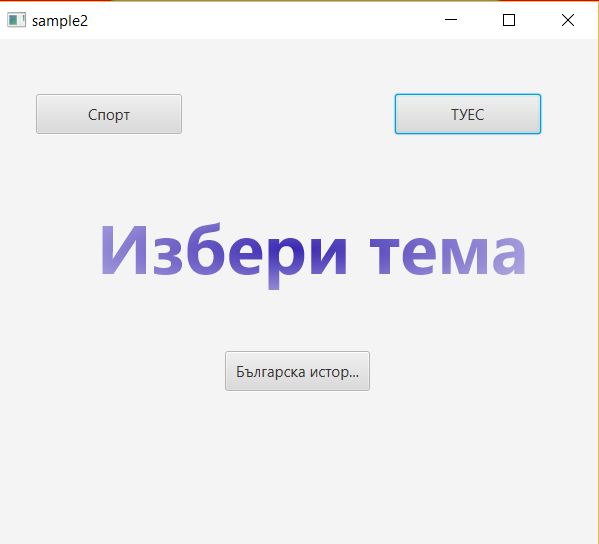 sample2
Спорт
ТУЕС
Избери тема
Българска истор...